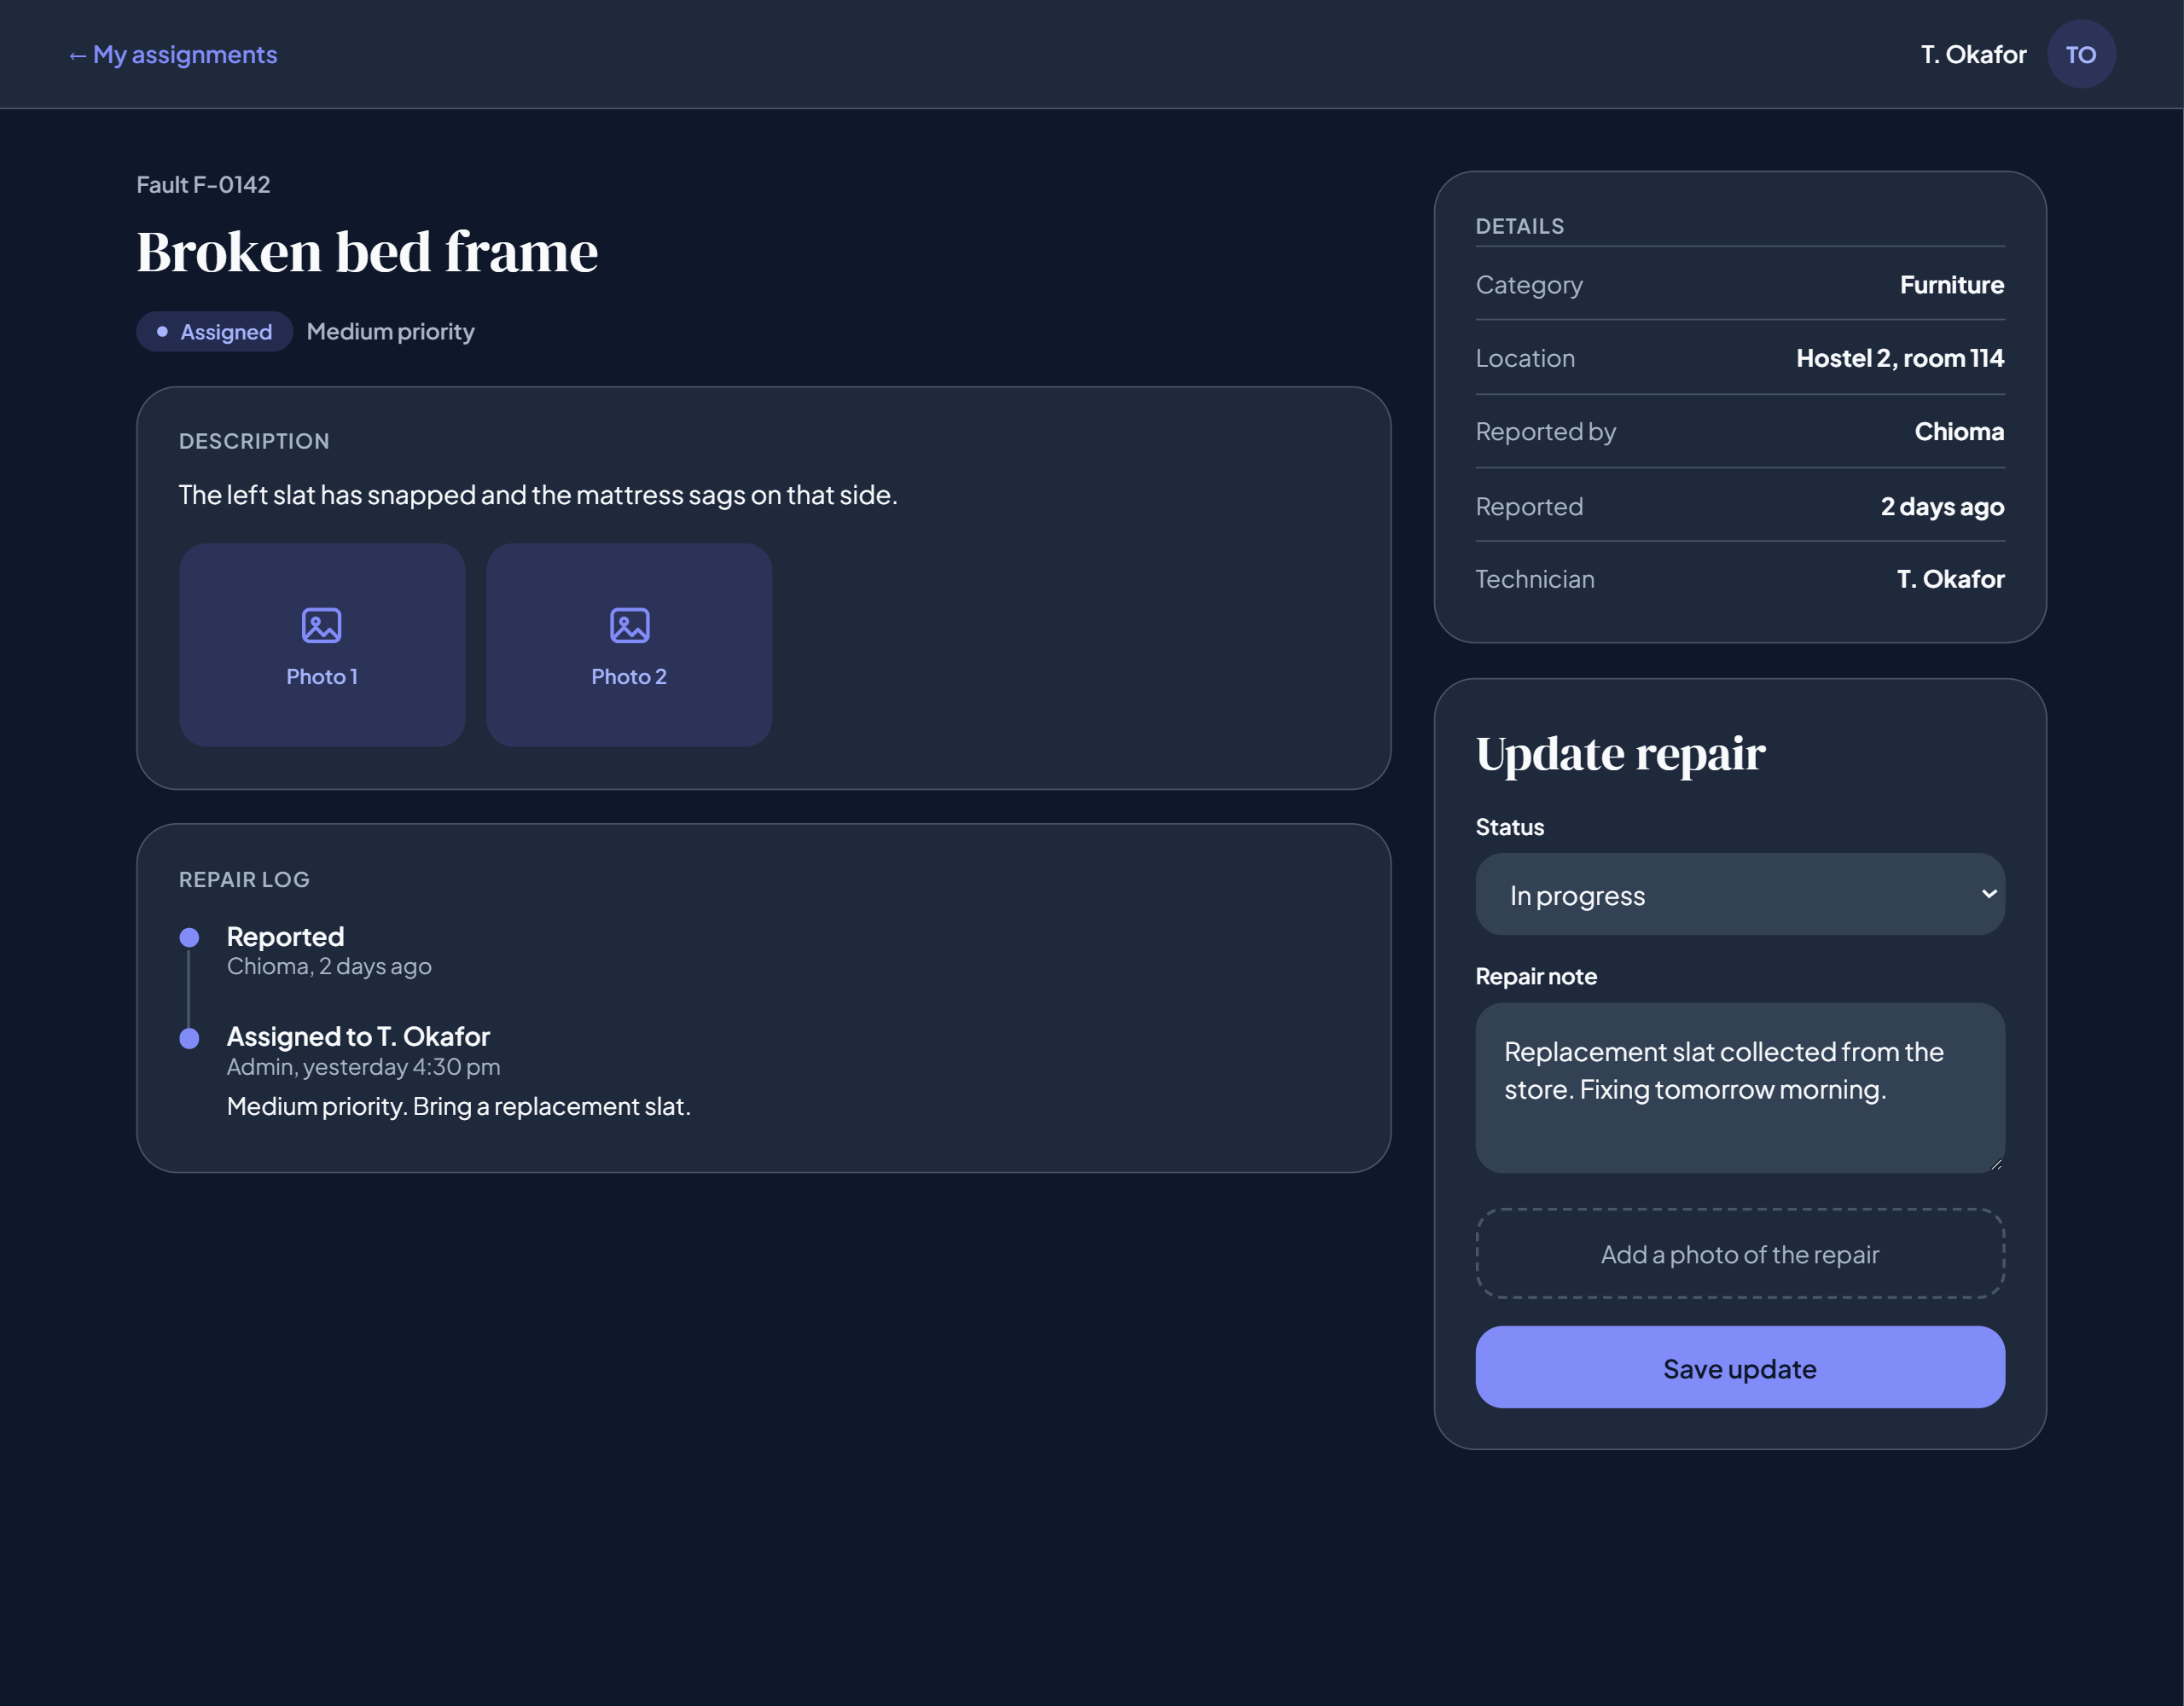 ← My assignments
T. Okafor
TO
Fault F-0142
Broken bed frame
Assigned
Medium priority
DESCRIPTION
The left slat has snapped and the mattress sags on that side.
Photo 1
Photo 2
REPAIR LOG
Reported
Chioma, 2 days ago
Assigned to T. Okafor
Admin, yesterday 4:30 pm
Medium priority. Bring a replacement slat.
DETAILS
Category Furniture
Location Hostel 2, room 114
Reported by Chioma
Reported 2 days ago
Technician T. Okafor
Update repair
Status
In progress
Repair note
Replacement slat collected from the
store. Fixing tomorrow morning.
Add a photo of the repair
Save update